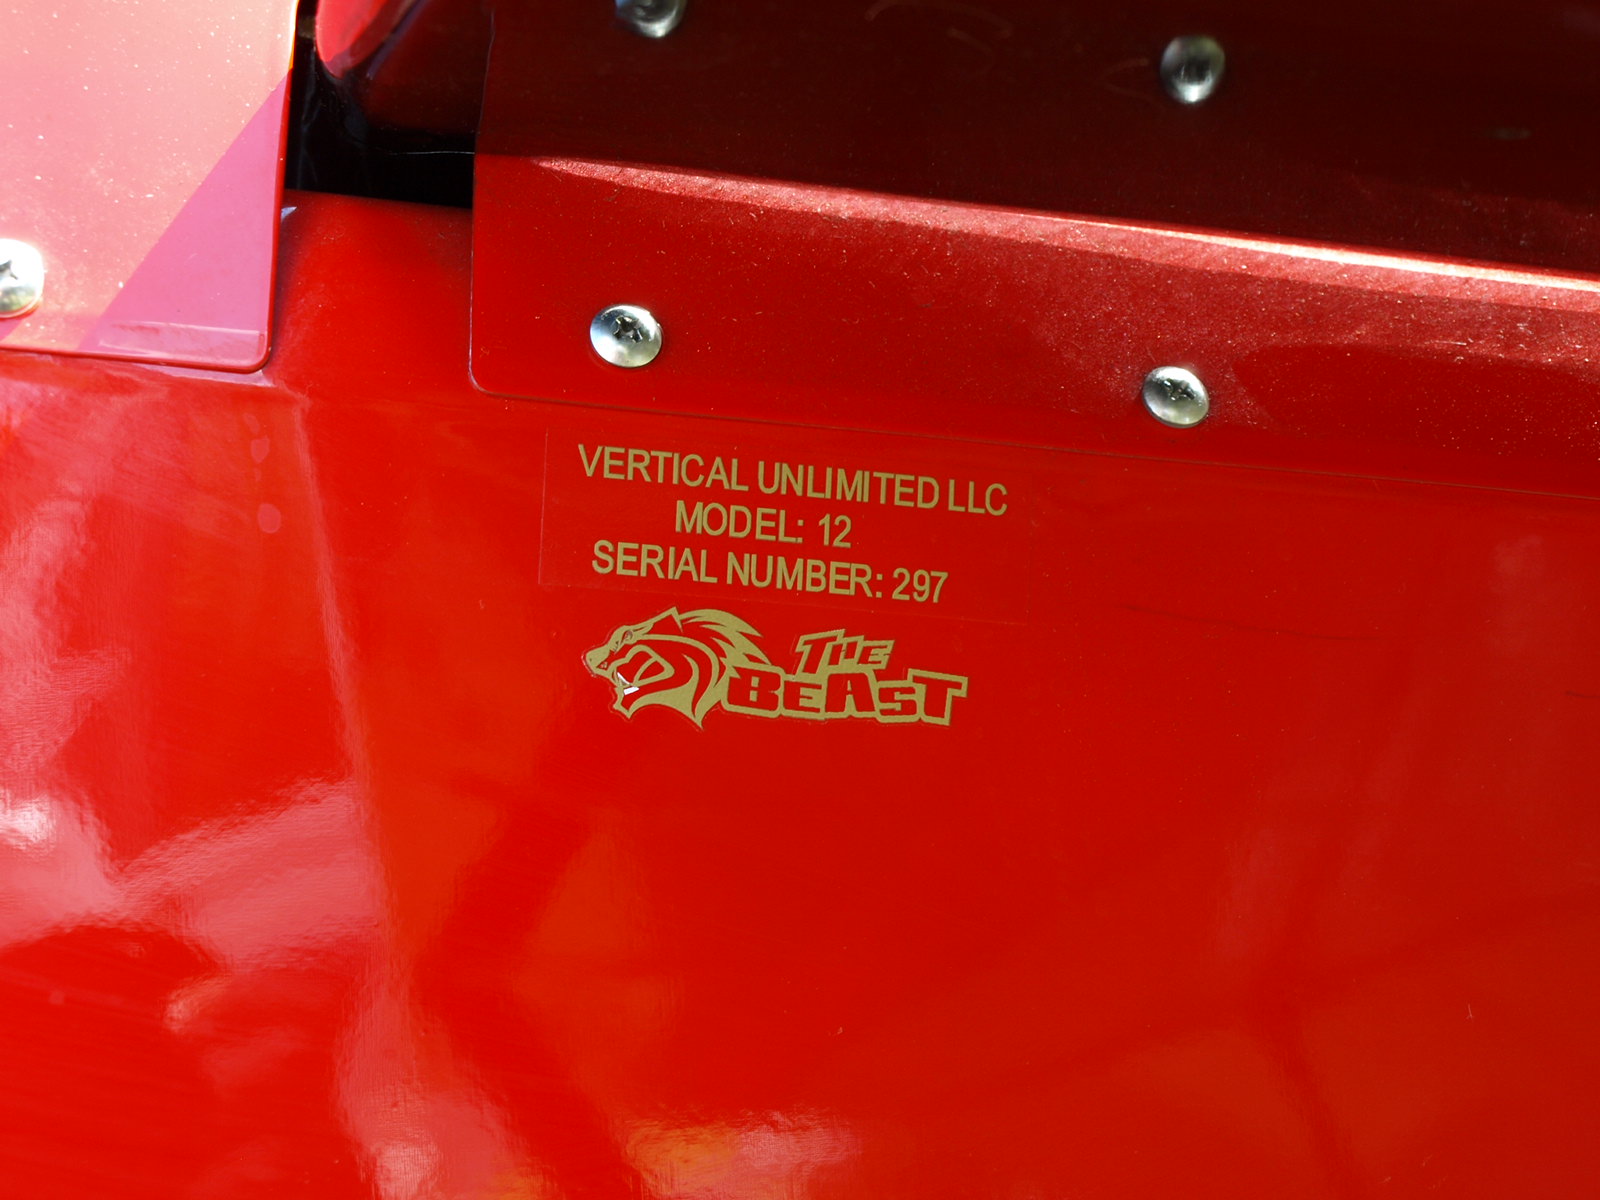 VERTICAL UNLIMITED LLC
MODEL: 12
SERIAL NUMBER: 297
THE
BEAST